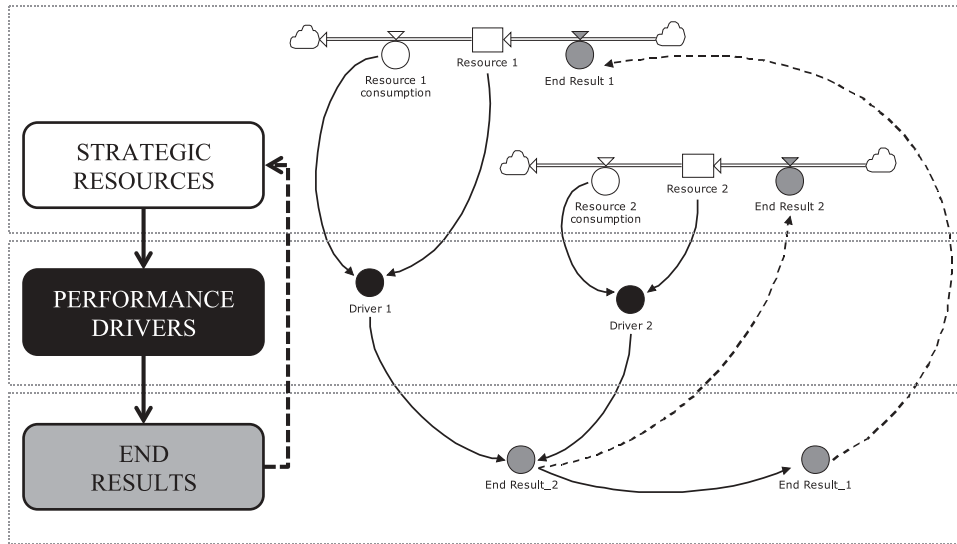 STRATEGIC
RESOURCES
PERFORMANCE
DRIVERS
END
RESULTS
Resource 1
consumption
Resource 1
End Result 1
Resource 2
consumption
Resource 2
End Result 2
Driver 1
Driver 2
End Result_2
End Result_1